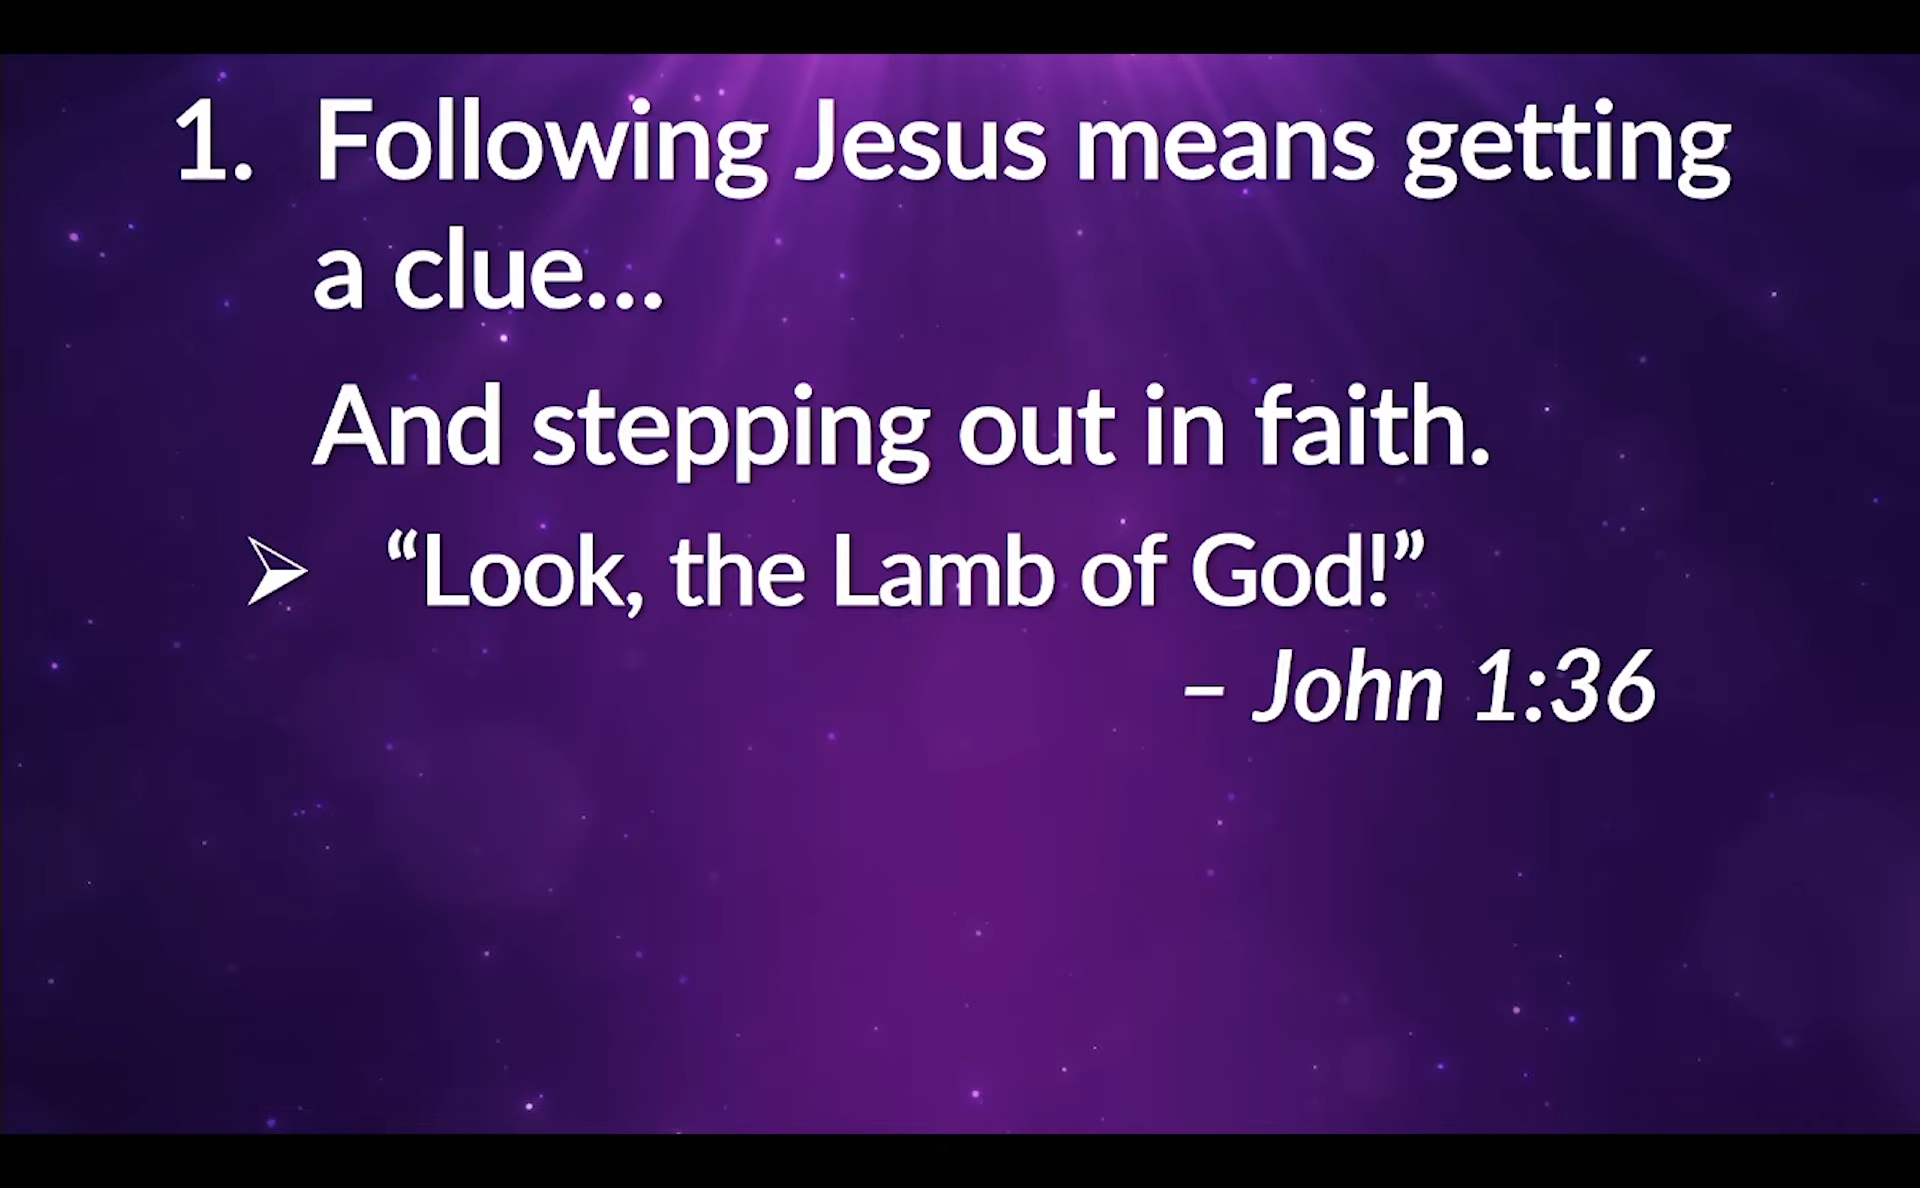 1. Following Jesus means getting
a clue...
And stepping out in faith.
➢ “Look, the Lamb of God!”
– John 1:36